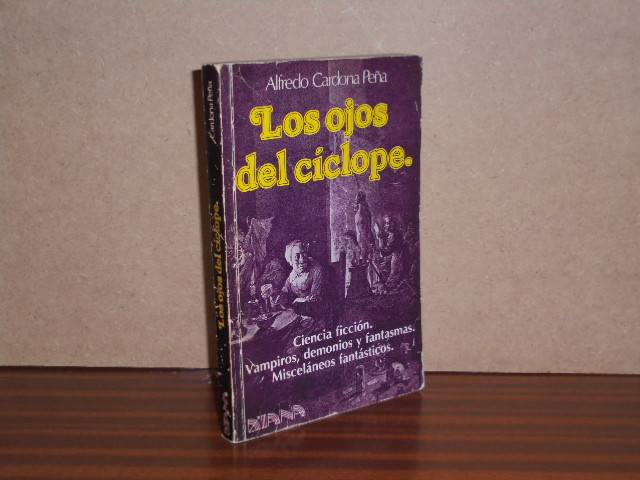 Alfredo Cardona Peña
Los ojos
del cíclope.
Ciencia ficción.
Vampiros, demonios y fantasmas.
Misceláneos fantásticos.
DIANA
Cardona Peña
Los ojos del cíclope.
DIANA